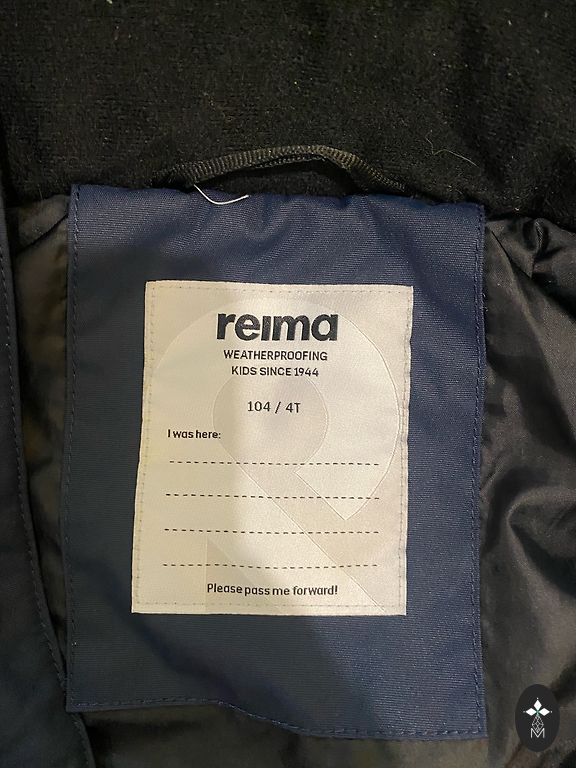 reima
WEATHERPROOFING
KIDS SINCE 1944
104 / 4T
I was here:
Please pass me forward!